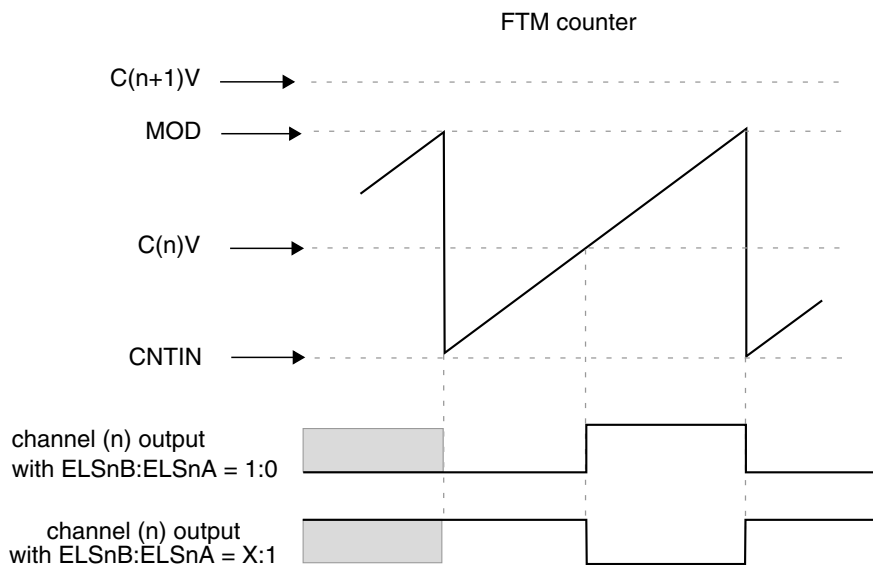 FTM counter
C(n+1)V
MOD
C(n)V
CNTIN
channel (n) output
with ELSnB:ELSnA = 1:0
channel (n) output
with ELSnB:ELSnA = X:1